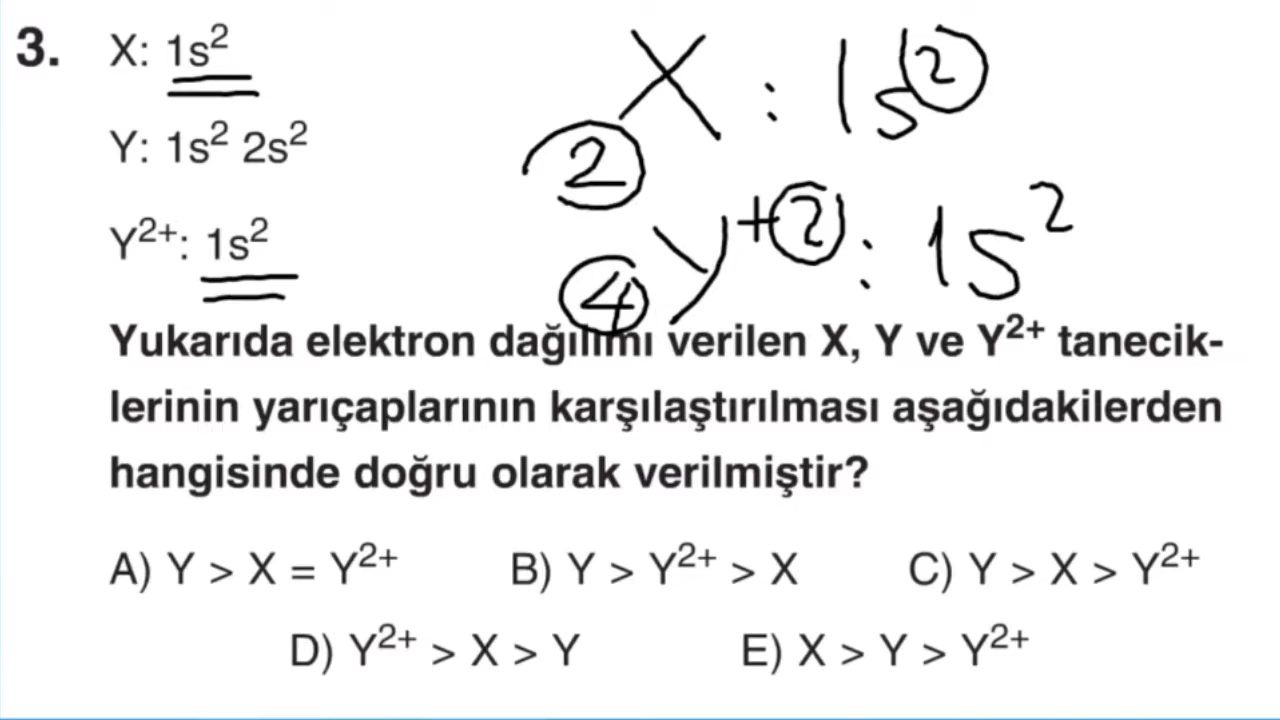 3. X: 1s² X : 1s²
2
Y: 1s² 2s²
Y²⁺: 1s² 4 Y⁺² : 1s²
Yukarıda elektron dağılımı verilen X, Y ve Y²⁺ tanecik-
lerinin yarıçaplarının karşılaştırılması aşağıdakilerden
hangisinde doğru olarak verilmiştir?
A) Y > X = Y²⁺ B) Y > Y²⁺ > X C) Y > X > Y²⁺
D) Y²⁺ > X > Y E) X > Y > Y²⁺